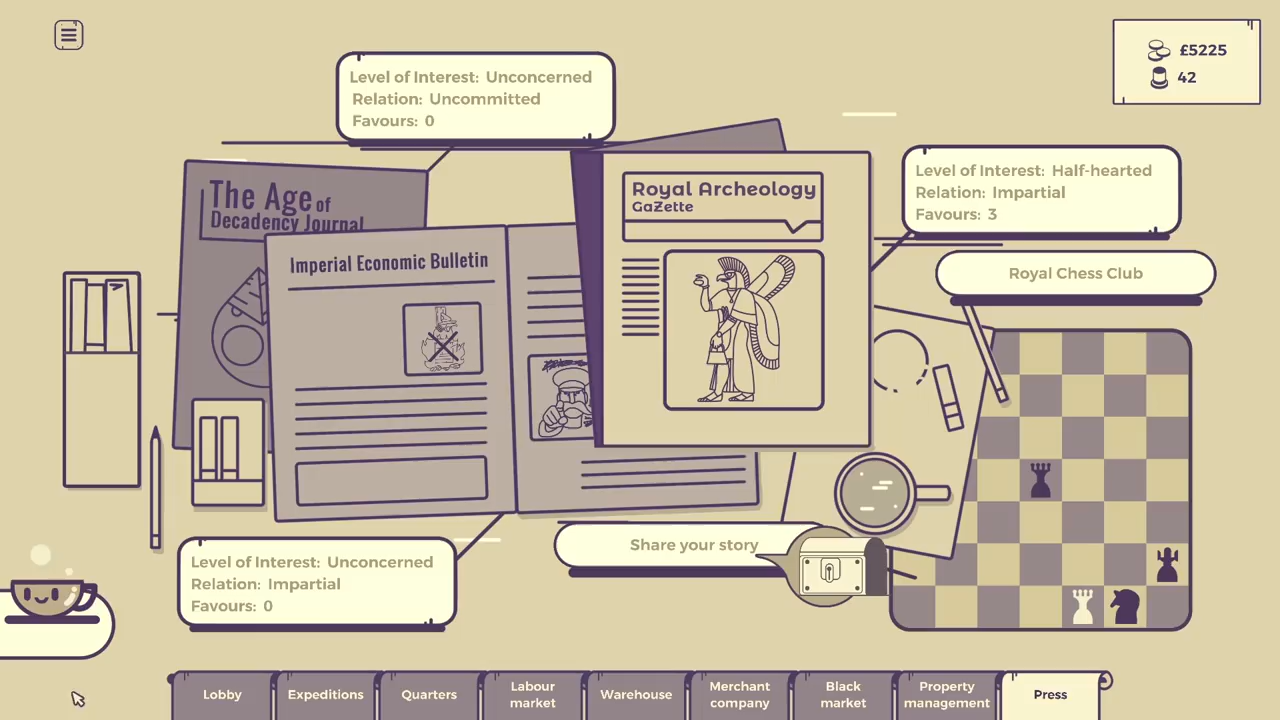 £5225
42
Level of Interest: Unconcerned
Relation: Uncommitted
Favours: 0
Level of Interest: Half-hearted
Relation: Impartial
Favours: 3
The Age of
Decadency Journal
Royal Archeology
GaƵette
Imperial Economic Bulletin
Royal Chess Club
Share your story
Level of Interest: Unconcerned
Relation: Impartial
Favours: 0
Lobby
Expeditions
Quarters
Labour
market
Warehouse
Merchant
company
Black
market
Property
management
Press